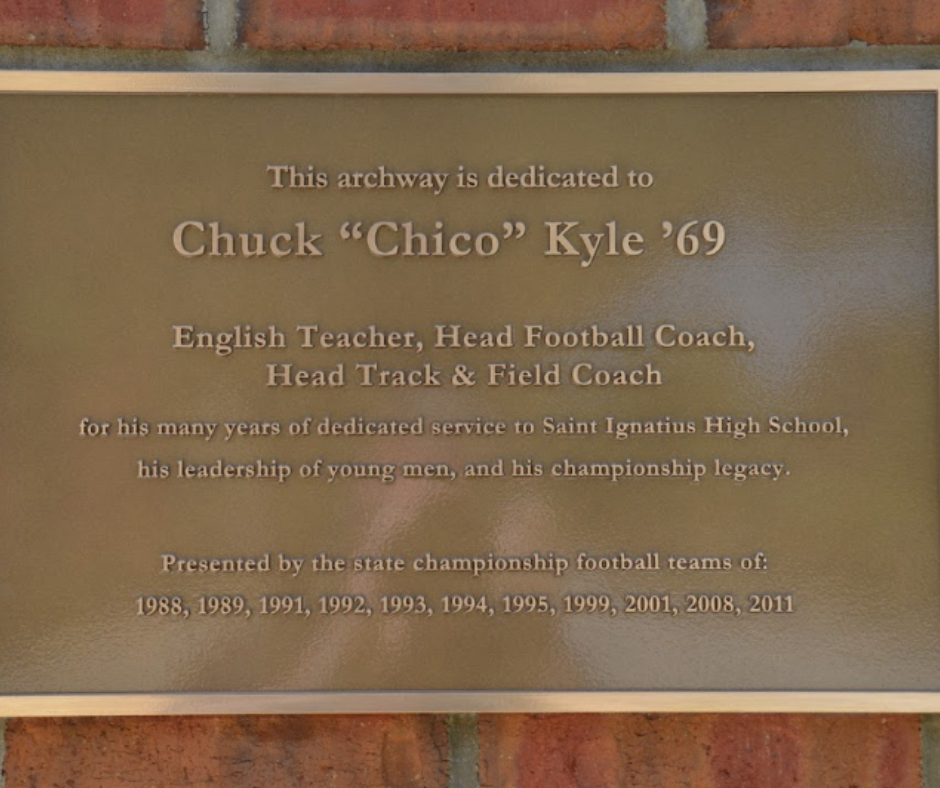 This archway is dedicated to
Chuck “Chico” Kyle ’69
English Teacher, Head Football Coach,
Head Track & Field Coach
for his many years of dedicated service to Saint Ignatius High School,
his leadership of young men, and his championship legacy.
Presented by the state championship football teams of:
1988, 1989, 1991, 1992, 1993, 1994, 1995, 1999, 2001, 2008, 2011